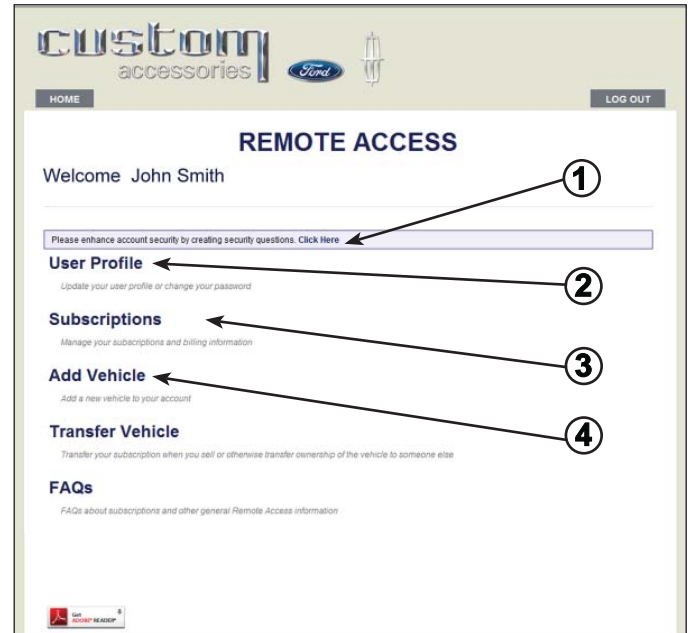 custom
accessories
Ford
HOME
LOG OUT
REMOTE ACCESS
Welcome John Smith
1
Please enhance account security by creating security questions. Click Here
User Profile
2
Update your user profile or change your password
Subscriptions
Manage your subscriptions and billing information
3
Add Vehicle
Add a new vehicle to your account
4
Transfer Vehicle
Transfer your subscription when you sell or otherwise transfer ownership of the vehicle to someone else
FAQs
FAQs about subscriptions and other general Remote Access information
Get
ADOBE® READER®